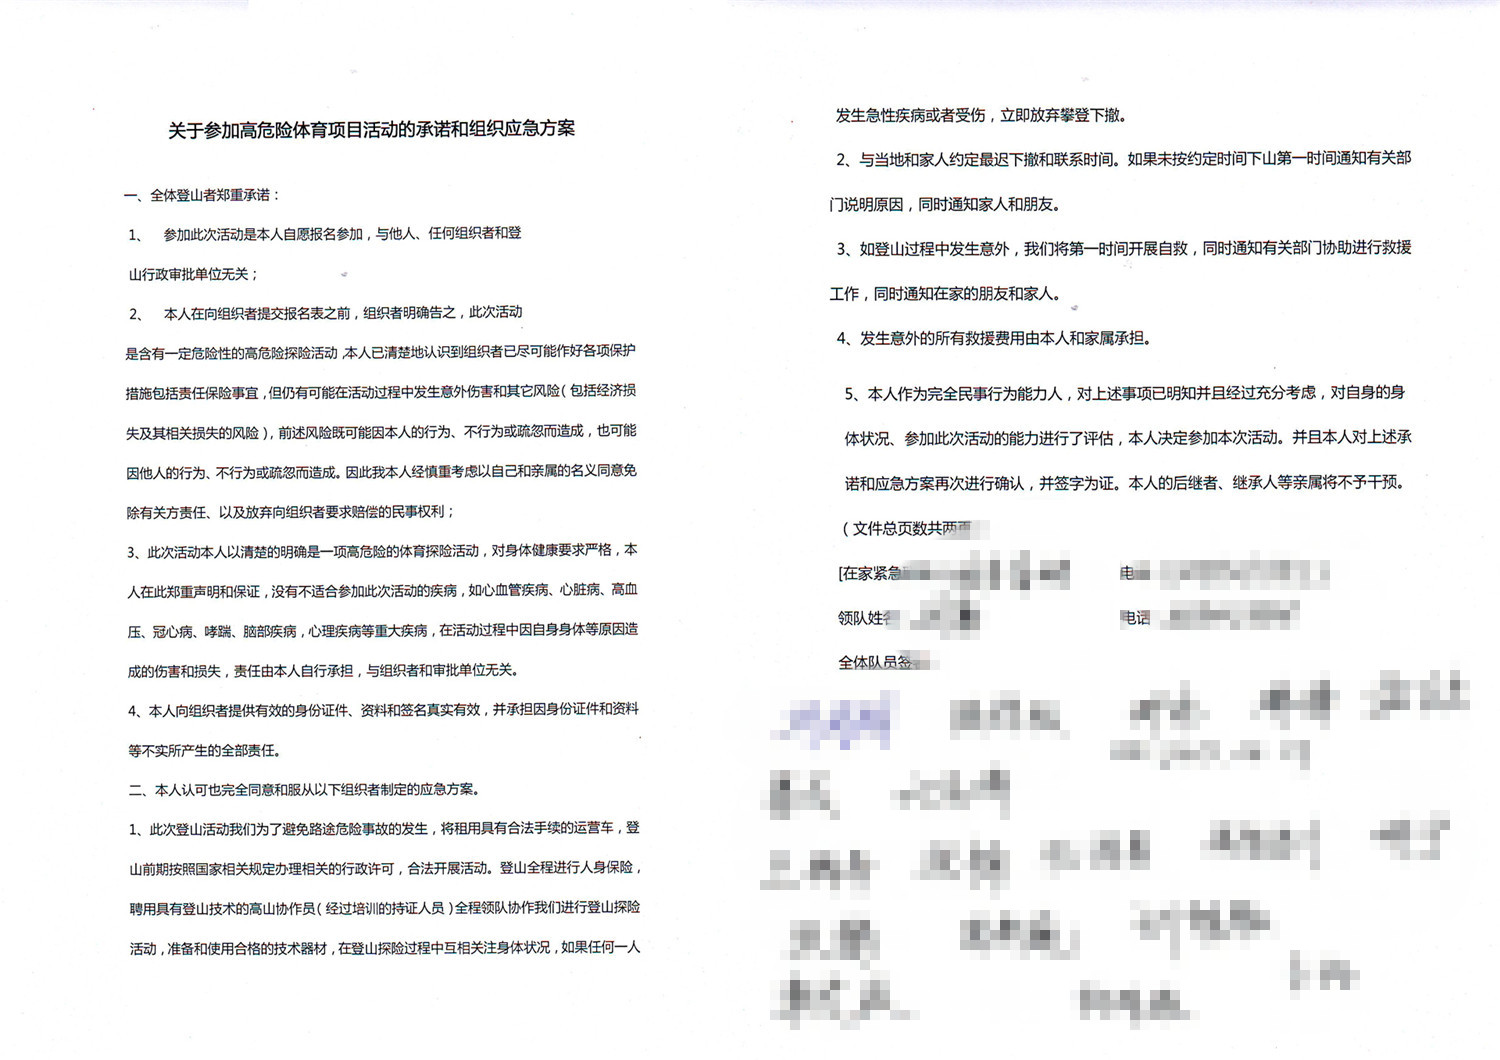 关于参加高危险体育项目活动的承诺和组织应急方案
一、全体登山者郑重承诺：
1、 参加此次活动是本人自愿报名参加，与他人、任何组织者和登
山行政审批单位无关；
2、 本人在向组织者提交报名表之前，组织者明确告之，此次活动
是含有一定危险性的高危险探险活动，本人已清楚地认识到组织者已尽可能作好各项保护
措施包括责任保险事宜，但仍有可能在活动过程中发生意外伤害和其它风险（包括经济损
失及其相关损失的风险），前述风险既可能因本人的行为、不行为或疏忽而造成，也可能
因他人的行为、不行为或疏忽而造成。因此我本人经慎重考虑以自己和亲属的名义同意免
除有关方责任、以及放弃向组织者要求赔偿的民事权利；
3、此次活动本人以清楚的明确是一项高危险的体育探险活动，对身体健康要求严格，本
人在此郑重声明和保证，没有不适合参加此次活动的疾病，如心血管疾病、心脏病、高血
压、冠心病、哮踹、脑部疾病，心理疾病等重大疾病，在活动过程中因自身身体等原因造
成的伤害和损失，责任由本人自行承担，与组织者和审批单位无关。
4、本人向组织者提供有效的身份证件、资料和签名真实有效，并承担因身份证件和资料
等不实所产生的全部责任。
二、本人认可也完全同意和服从以下组织者制定的应急方案。
1、此次登山活动我们为了避免路途危险事故的发生，将租用具有合法手续的运营车，登
山前期按照国家相关规定办理相关的行政许可，合法开展活动。登山全程进行人身保险，
聘用具有登山技术的高山协作员（经过培训的持证人员）全程领队协作我们进行登山探险
活动，准备和使用合格的技术器材，在登山探险过程中互相关注身体状况，如果任何一人
发生急性疾病或者受伤，立即放弃攀登下撤。
2、与当地和家人约定最迟下撤和联系时间。如果未按约定时间下山第一时间通知有关部
门说明原因，同时通知家人和朋友。
3、如登山过程中发生意外，我们将第一时间开展自救，同时通知有关部门协助进行救援
工作，同时通知在家的朋友和家人。
4、发生意外的所有救援费用由本人和家属承担。
5、本人作为完全民事行为能力人，对上述事项已明知并且经过充分考虑，对自身的身
体状况、参加此次活动的能力进行了评估，本人决定参加本次活动。并且本人对上述承
诺和应急方案再次进行确认，并签字为证。本人的后继者、继承人等亲属将不予干预。
（文件总页数共两页
[在家紧急 电
领队姓名 电话
全体队员签